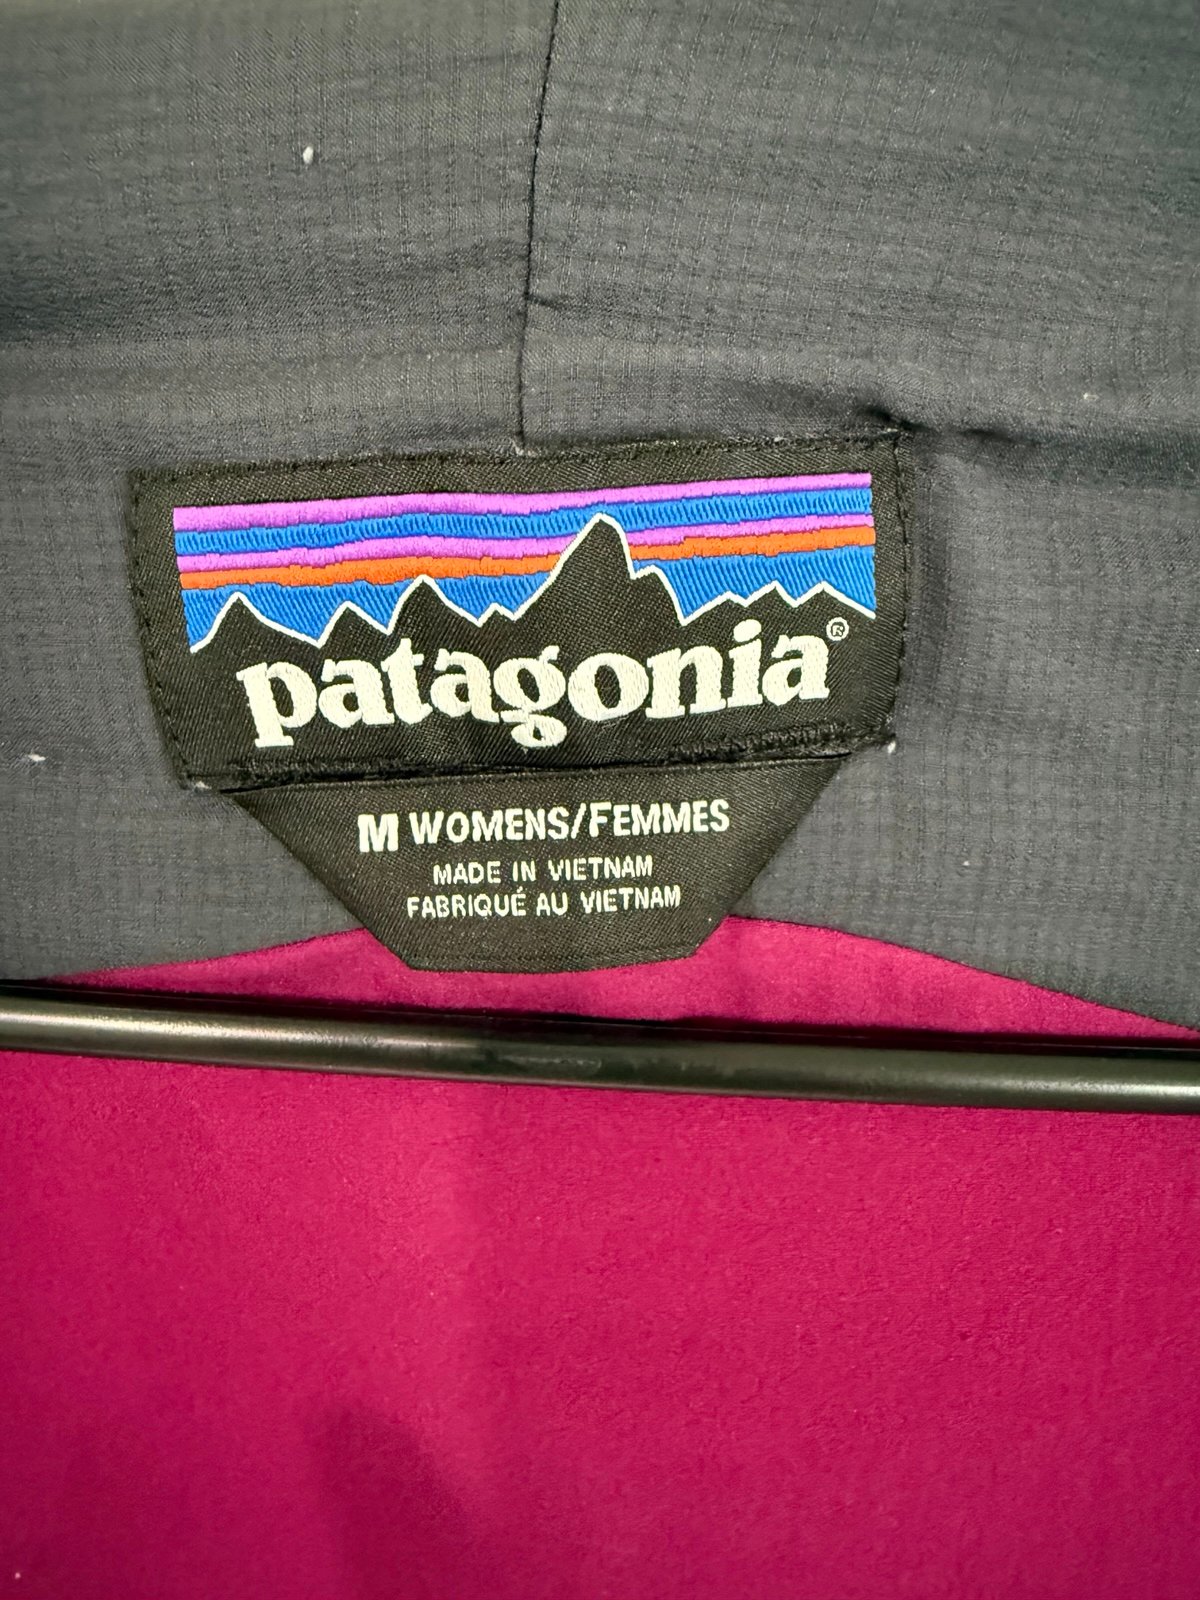 patagonia®
M WOMENS/FEMMES
MADE IN VIETNAM
FABRIQUÉ AU VIETNAM